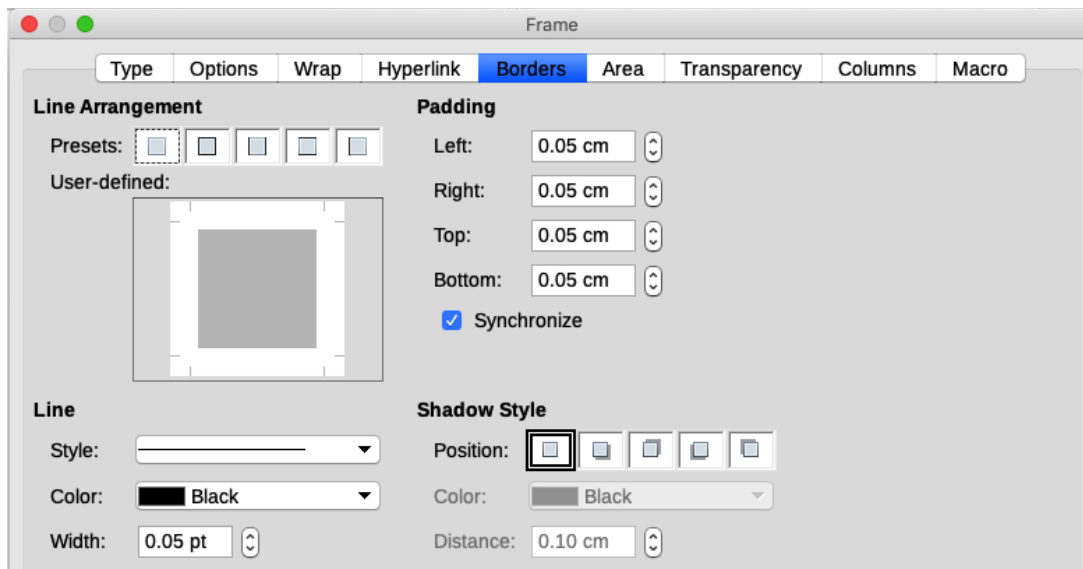 Frame
Type Options Wrap Hyperlink Borders Area Transparency Columns Macro
Line Arrangement
Presets:
User-defined:
Padding
Left: 0.05 cm
Right: 0.05 cm
Top: 0.05 cm
Bottom: 0.05 cm
Synchronize
Line
Style:
Color: Black
Width: 0.05 pt
Shadow Style
Position:
Color: Black
Distance: 0.10 cm